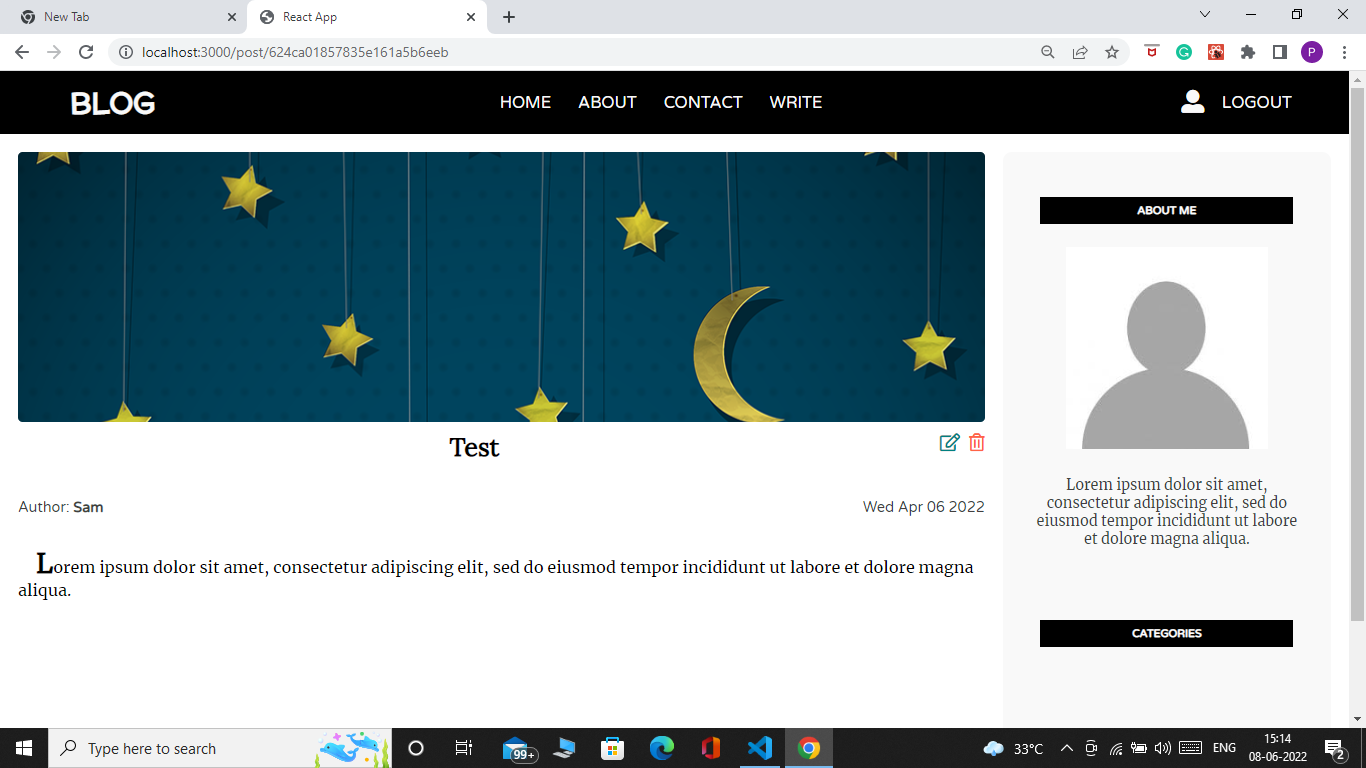 New Tab
React App
localhost:3000/post/624ca01857835e161a5b6eeb
P
BLOG
HOME
ABOUT
CONTACT
WRITE
LOGOUT
ABOUT ME
Lorem ipsum dolor sit amet,
consectetur adipiscing elit, sed do
eiusmod tempor incididunt ut labore
et dolore magna aliqua.
CATEGORIES
Test
Author: Sam
Wed Apr 06 2022
Lorem ipsum dolor sit amet, consectetur adipiscing elit, sed do eiusmod tempor incididunt ut labore et dolore magna
aliqua.
Type here to search
99+
33°C
ENG
15:14
08-06-2022
2